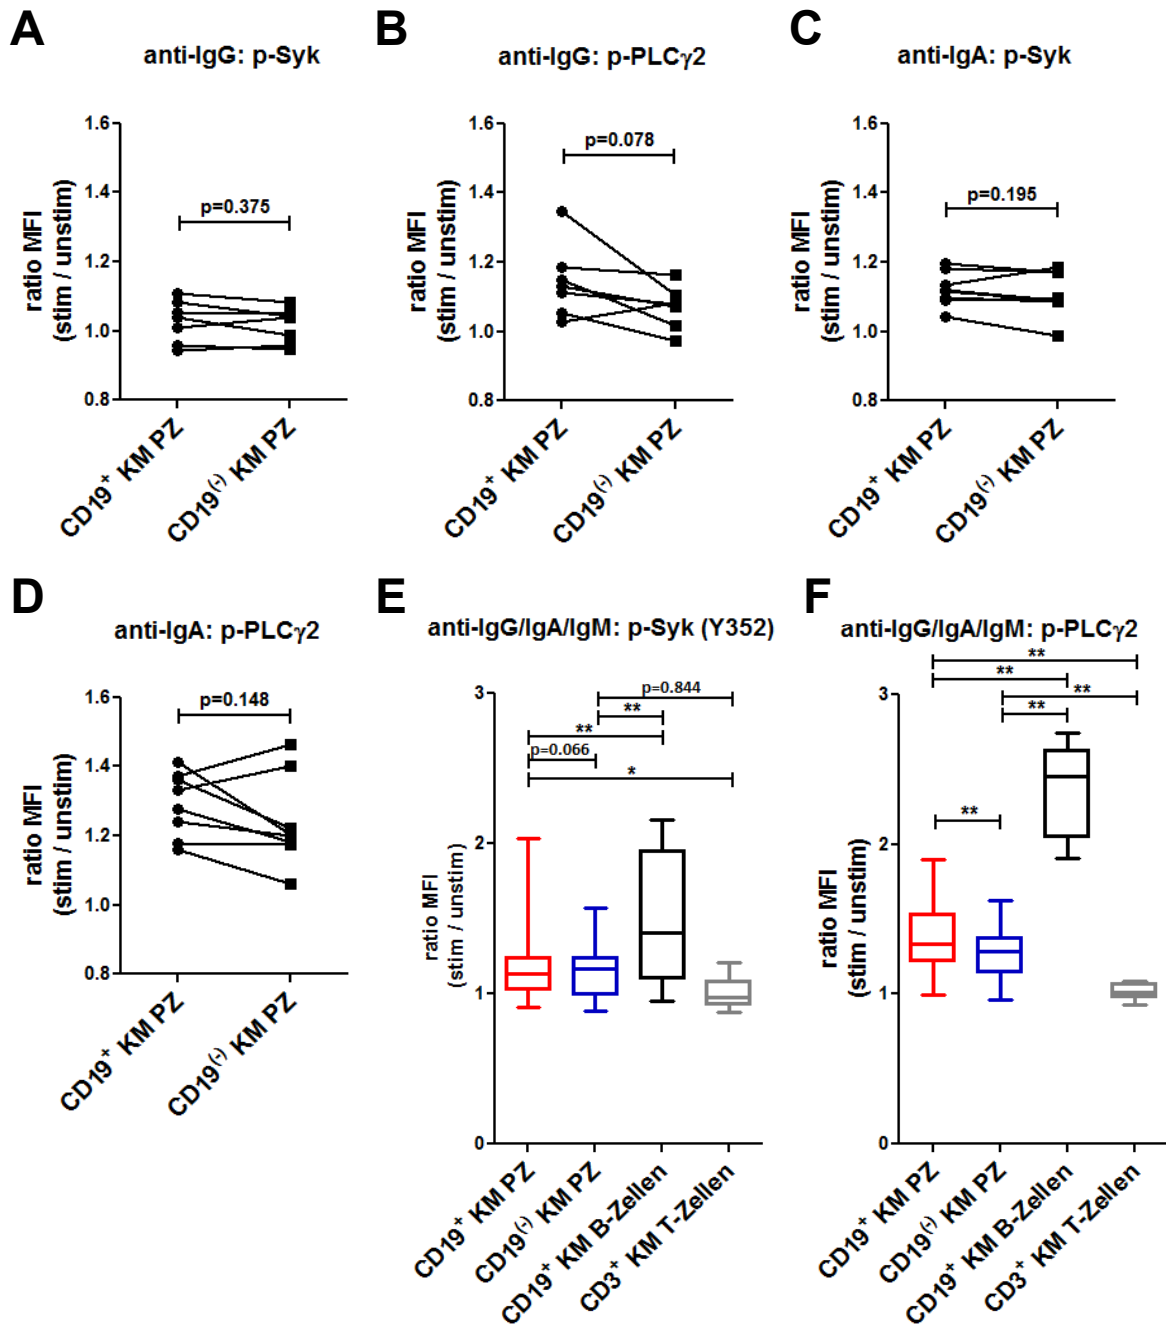 A
anti-IgG: p-Syk
1.6
1.4
1.2
1.0
0.8
ratio MFI
(stim / unstim)
p=0.375
CD19+ KM PZ
CD19(-) KM PZ
B
anti-IgG: p-PLCγ2
1.6
1.4
1.2
1.0
0.8
ratio MFI
(stim / unstim)
p=0.078
CD19+ KM PZ
CD19(-) KM PZ
C
anti-IgA: p-Syk
1.6
1.4
1.2
1.0
0.8
ratio MFI
(stim / unstim)
p=0.195
CD19+ KM PZ
CD19(-) KM PZ
D
anti-IgA: p-PLCγ2
1.6
1.4
1.2
1.0
0.8
ratio MFI
(stim / unstim)
p=0.148
CD19+ KM PZ
CD19(-) KM PZ
E
anti-IgG/IgA/IgM: p-Syk (Y352)
3
2
1
0
ratio MFI
(stim / unstim)
p=0.844
**
**
p=0.066
*
CD19+ KM PZ
CD19(-) KM PZ
CD19+ KM B-Zellen
CD3+ KM T-Zellen
F
anti-IgG/IgA/IgM: p-PLCγ2
3
2
1
0
ratio MFI
(stim / unstim)
**
**
**
**
**
CD19+ KM PZ
CD19(-) KM PZ
CD19+ KM B-Zellen
CD3+ KM T-Zellen